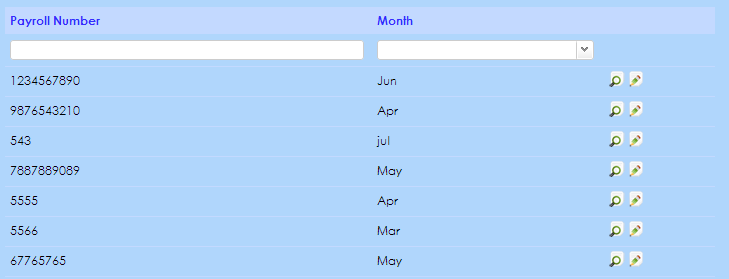 Payroll Number Month
1234567890 Jun
9876543210 Apr
543 jul
7887889089 May
5555 Apr
5566 Mar
67765765 May